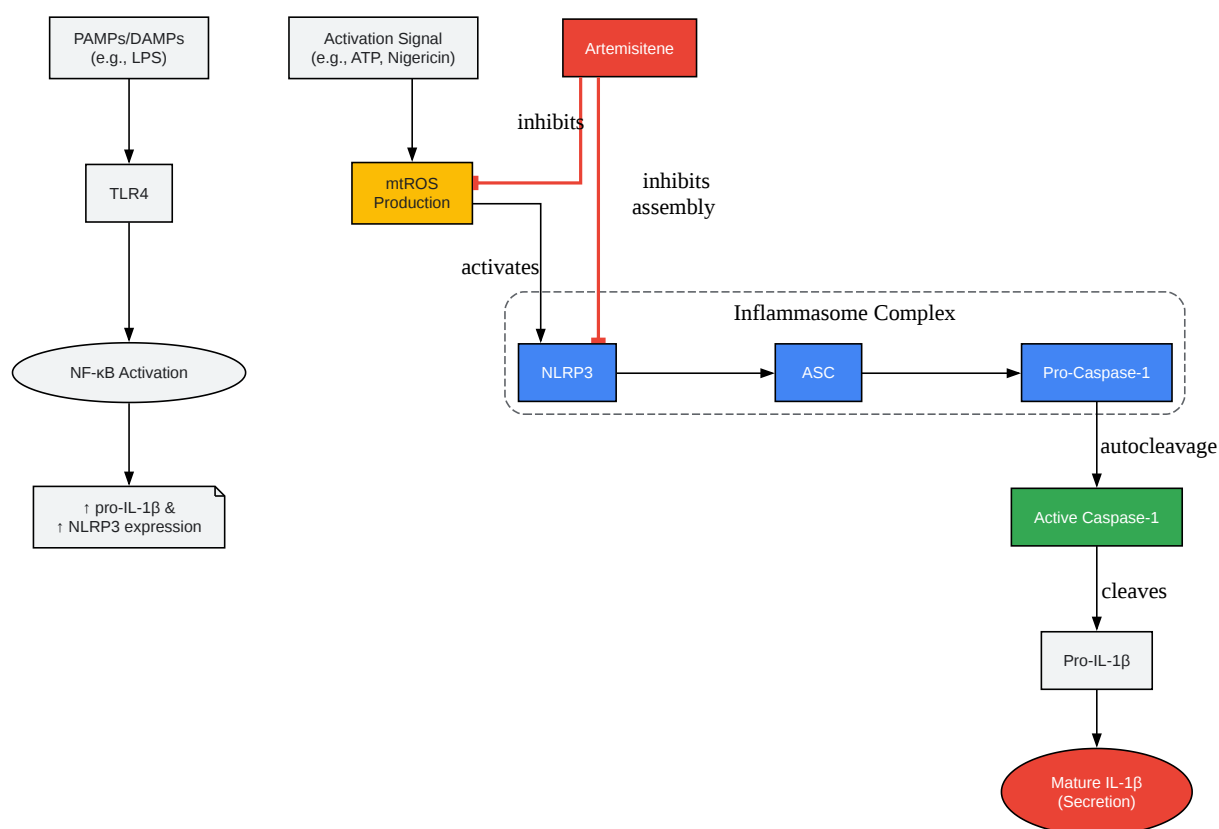 PAMPs/DAMPs
(e.g., LPS)
Activation Signal
(e.g., ATP, Nigericin)
Artemisitene
inhibits
TLR4
mtROS
Production
inhibits
assembly
activates
Inflammasome Complex
NF-κB Activation
NLRP3
ASC
Pro-Caspase-1
autocleavage
↑ pro-IL-1β &
↑ NLRP3 expression
Active Caspase-1
cleaves
Pro-IL-1β
Mature IL-1β
(Secretion)